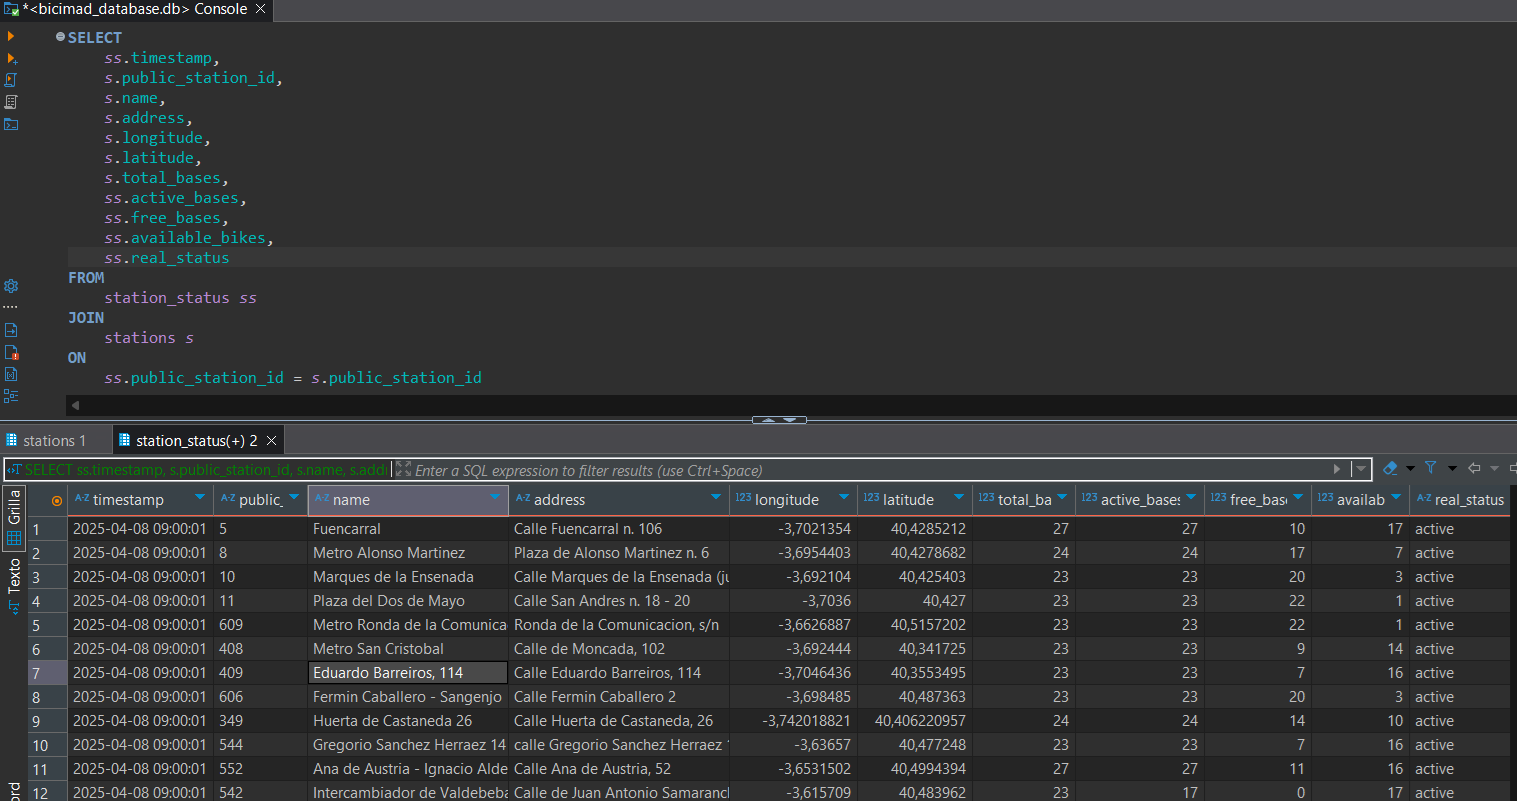 *<bicimad_database.db> Console
SELECT
ss.timestamp,
s.public_station_id,
s.name,
s.address,
s.longitude,
s.latitude,
s.total_bases,
ss.active_bases,
ss.free_bases,
ss.available_bikes,
ss.real_status
FROM
station_status ss
JOIN
stations s
ON
ss.public_station_id = s.public_station_id
stations 1 station_status(+) 2
SELECT ss.timestamp, s.public_station_id, s.name, s.addr Enter a SQL expression to filter results (use Ctrl+Space)
Grilla
Texto
A-Z timestamp A-Z public_ A-Z name A-Z address 123 longitude 123 latitude 123 total_ba 123 active_bases 123 free_base 123 availab A-Z real_status
1 2025-04-08 09:00:01 5 Fuencarral Calle Fuencarral n. 106 -3,7021354 40,4285212 27 27 10 17 active
2 2025-04-08 09:00:01 8 Metro Alonso Martinez Plaza de Alonso Martinez n. 6 -3,6954403 40,4278682 24 24 17 7 active
3 2025-04-08 09:00:01 10 Marques de la Ensenada Calle Marques de la Ensenada (ju -3,692104 40,425403 23 23 20 3 active
4 2025-04-08 09:00:01 11 Plaza del Dos de Mayo Calle San Andres n. 18 - 20 -3,7036 40,427 23 23 22 1 active
5 2025-04-08 09:00:01 609 Metro Ronda de la Comunica Ronda de la Comunicacion, s/n -3,6626887 40,5157202 23 23 22 1 active
6 2025-04-08 09:00:01 408 Metro San Cristobal Calle de Moncada, 102 -3,692444 40,341725 23 23 9 14 active
7 2025-04-08 09:00:01 409 Eduardo Barreiros, 114 Calle Eduardo Barreiros, 114 -3,7046436 40,3553495 23 23 7 16 active
8 2025-04-08 09:00:01 606 Fermin Caballero - Sangenjo Calle Fermin Caballero 2 -3,698485 40,487363 23 23 20 3 active
9 2025-04-08 09:00:01 349 Huerta de Castaneda 26 Calle Huerta de Castaneda, 26 -3,742018821 40,406220957 24 24 14 10 active
10 2025-04-08 09:00:01 544 Gregorio Sanchez Herraez 14 calle Gregorio Sanchez Herraez -3,63657 40,477248 23 23 7 16 active
11 2025-04-08 09:00:01 552 Ana de Austria - Ignacio Alde Calle Ana de Austria, 52 -3,6531502 40,4994394 27 27 11 16 active
12 2025-04-08 09:00:01 542 Intercambiador de Valdebeba Calle de Juan Antonio Samaranch -3,615709 40,483962 23 17 0 17 active